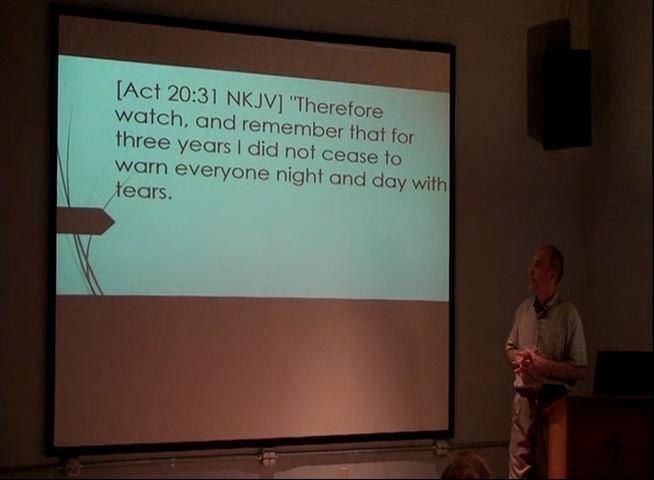 [Act 20:31 NKJV] "Therefore
watch, and remember that for
three years I did not cease to
warn everyone night and day with
tears.